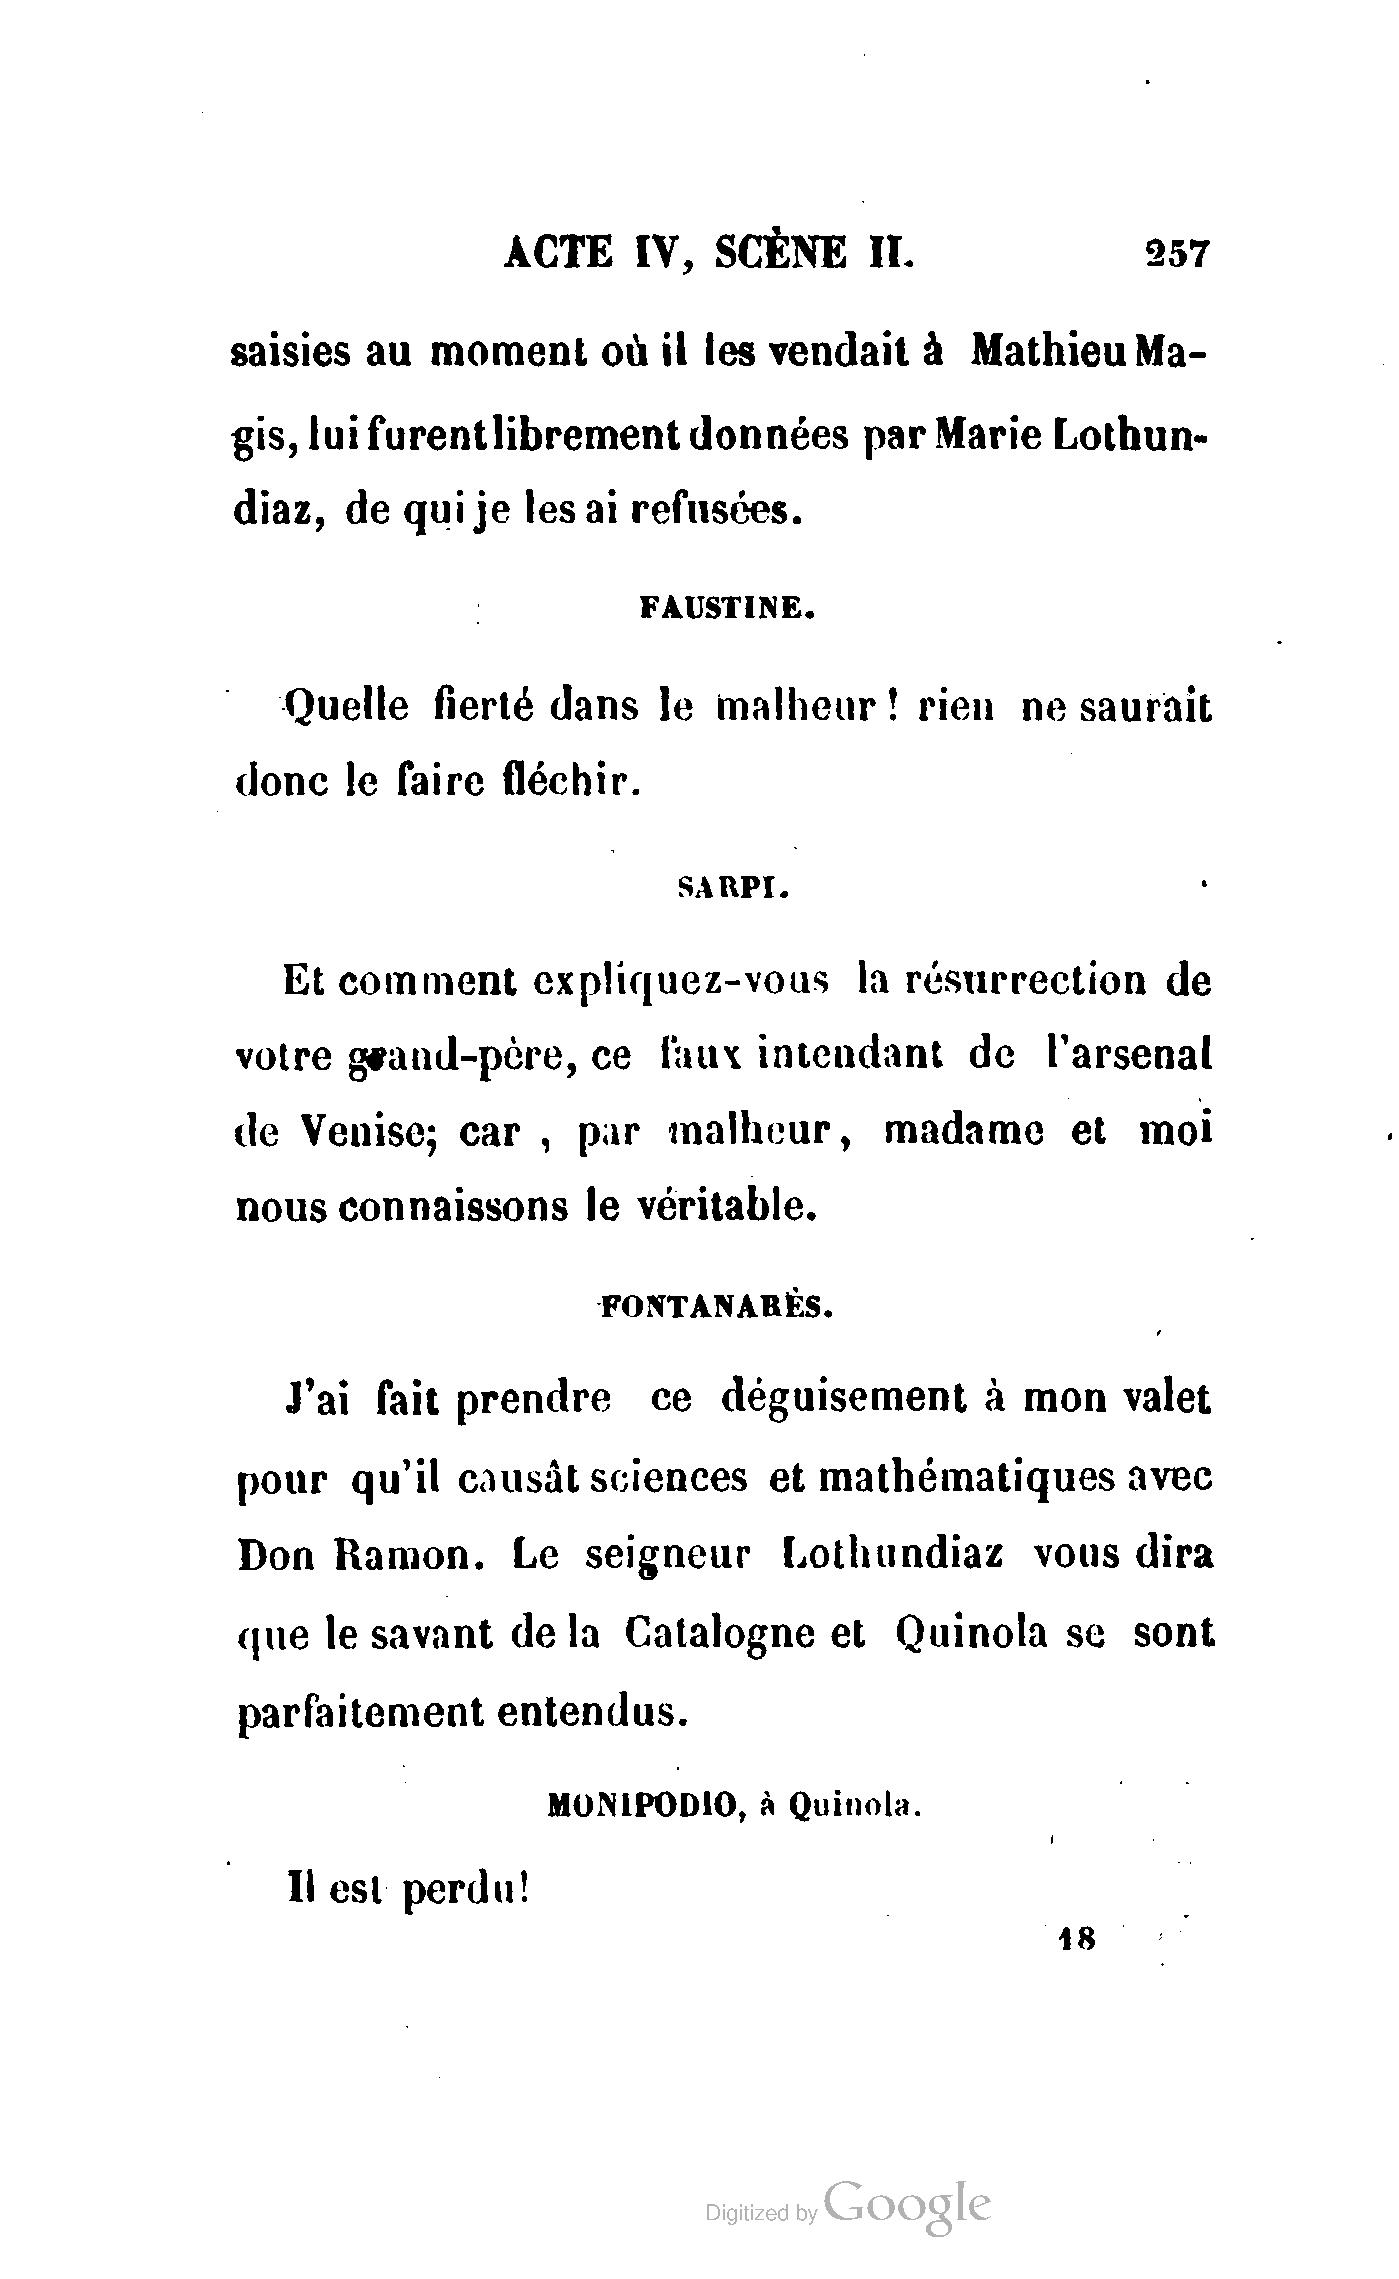 ACTE IV, SCÈNE II. 257
saisies au moment où il les vendait à Mathieu Ma-
gis, lui furent librement données par Marie Lothun-
diaz, de qui je les ai refusées.
FAUSTINE.
Quelle fierté dans le malheur ! rien ne saurait
donc le faire fléchir.
SARPI.
Et comment expliquez-vous la résurrection de
votre grand-père, ce faux intendant de l'arsenal
de Venise; car , par malheur, madame et moi
nous connaissons le véritable.
FONTANARÈS.
J'ai fait prendre ce déguisement à mon valet
pour qu'il causât sciences et mathématiques avec
Don Ramon. Le seigneur Lothundiaz vous dira
que le savant de la Catalogne et Quinola se sont
parfaitement entendus.
MONIPODIO, à Quinola.
Il est perdu!
18
Digitized by Google